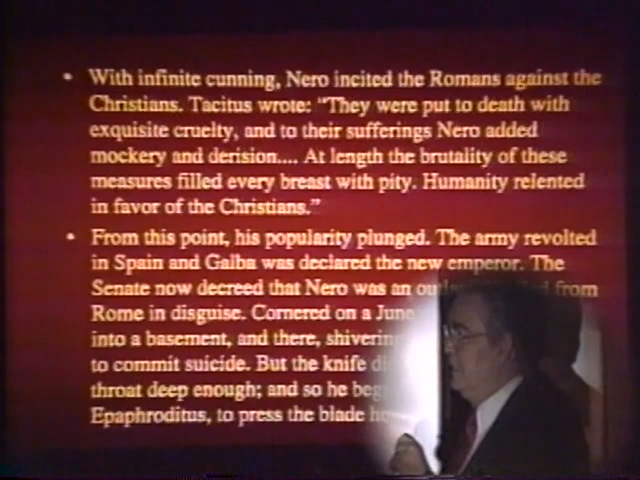 • With infinite cunning, Nero incited the Romans against the
Christians. Tacitus wrote: "They were put to death with
exquisite cruelty, and to their sufferings Nero added
mockery and derision.... At length the brutality of these
measures filled every breast with pity. Humanity relented
in favor of the Christians."
• From this point, his popularity plunged. The army revolted
in Spain and Galba was declared the new emperor. The
Senate now decreed that Nero was an from
Rome in disguise. Cornered on a June
into a basement, and there,
to commit suicide. But the knife
throat deep enough; and so he
Epaphroditus, to press the blade